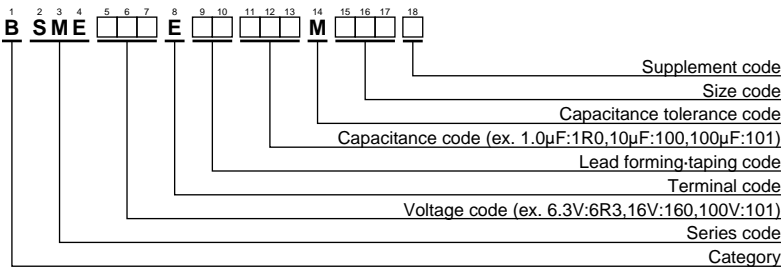 1 2 3 4 5 6 7 8 9 10 11 12 13 14 15 16 17 18
B SME E M
Supplement code
Size code
Capacitance tolerance code
Capacitance code (ex. 1.0μF:1R0,10μF:100,100μF:101)
Lead forming·taping code
Terminal code
Voltage code (ex. 6.3V:6R3,16V:160,100V:101)
Series code
Category